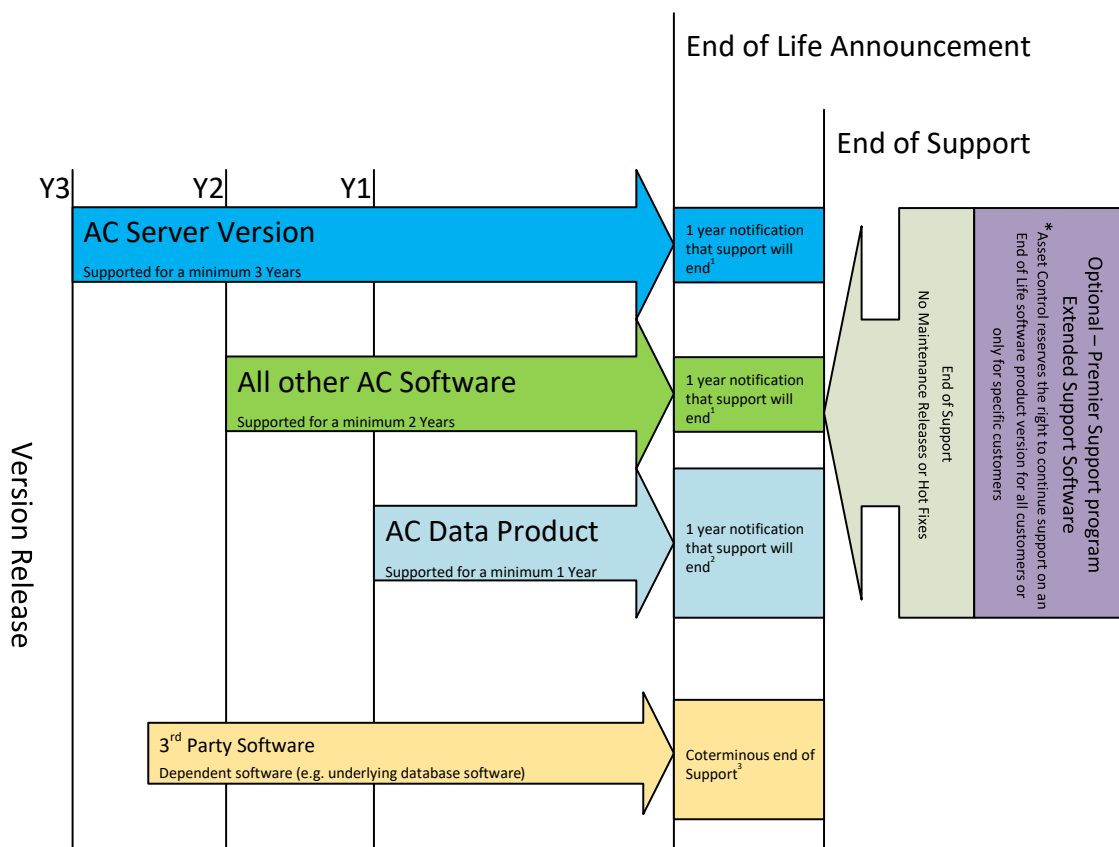 End of Life Announcement
End of Support
Y3
Y2
Y1
AC Server Version
Supported for a minimum 3 Years
1 year notification
that support will
end1
All other AC Software
Supported for a minimum 2 Years
1 year notification
that support will
end1
AC Data Product
Supported for a minimum 1 Year
1 year notification
that support will
end2
3rd Party Software
Dependent software (e.g. underlying database software)
Coterminous end of
Support3
Version Release
End of Support
No Maintenance Releases or Hot Fixes
Optional – Premier Support program
Extended Support Software
*Asset Control reserves the right to continue support on an
End of Life software product version for all customers or
only for specific customers